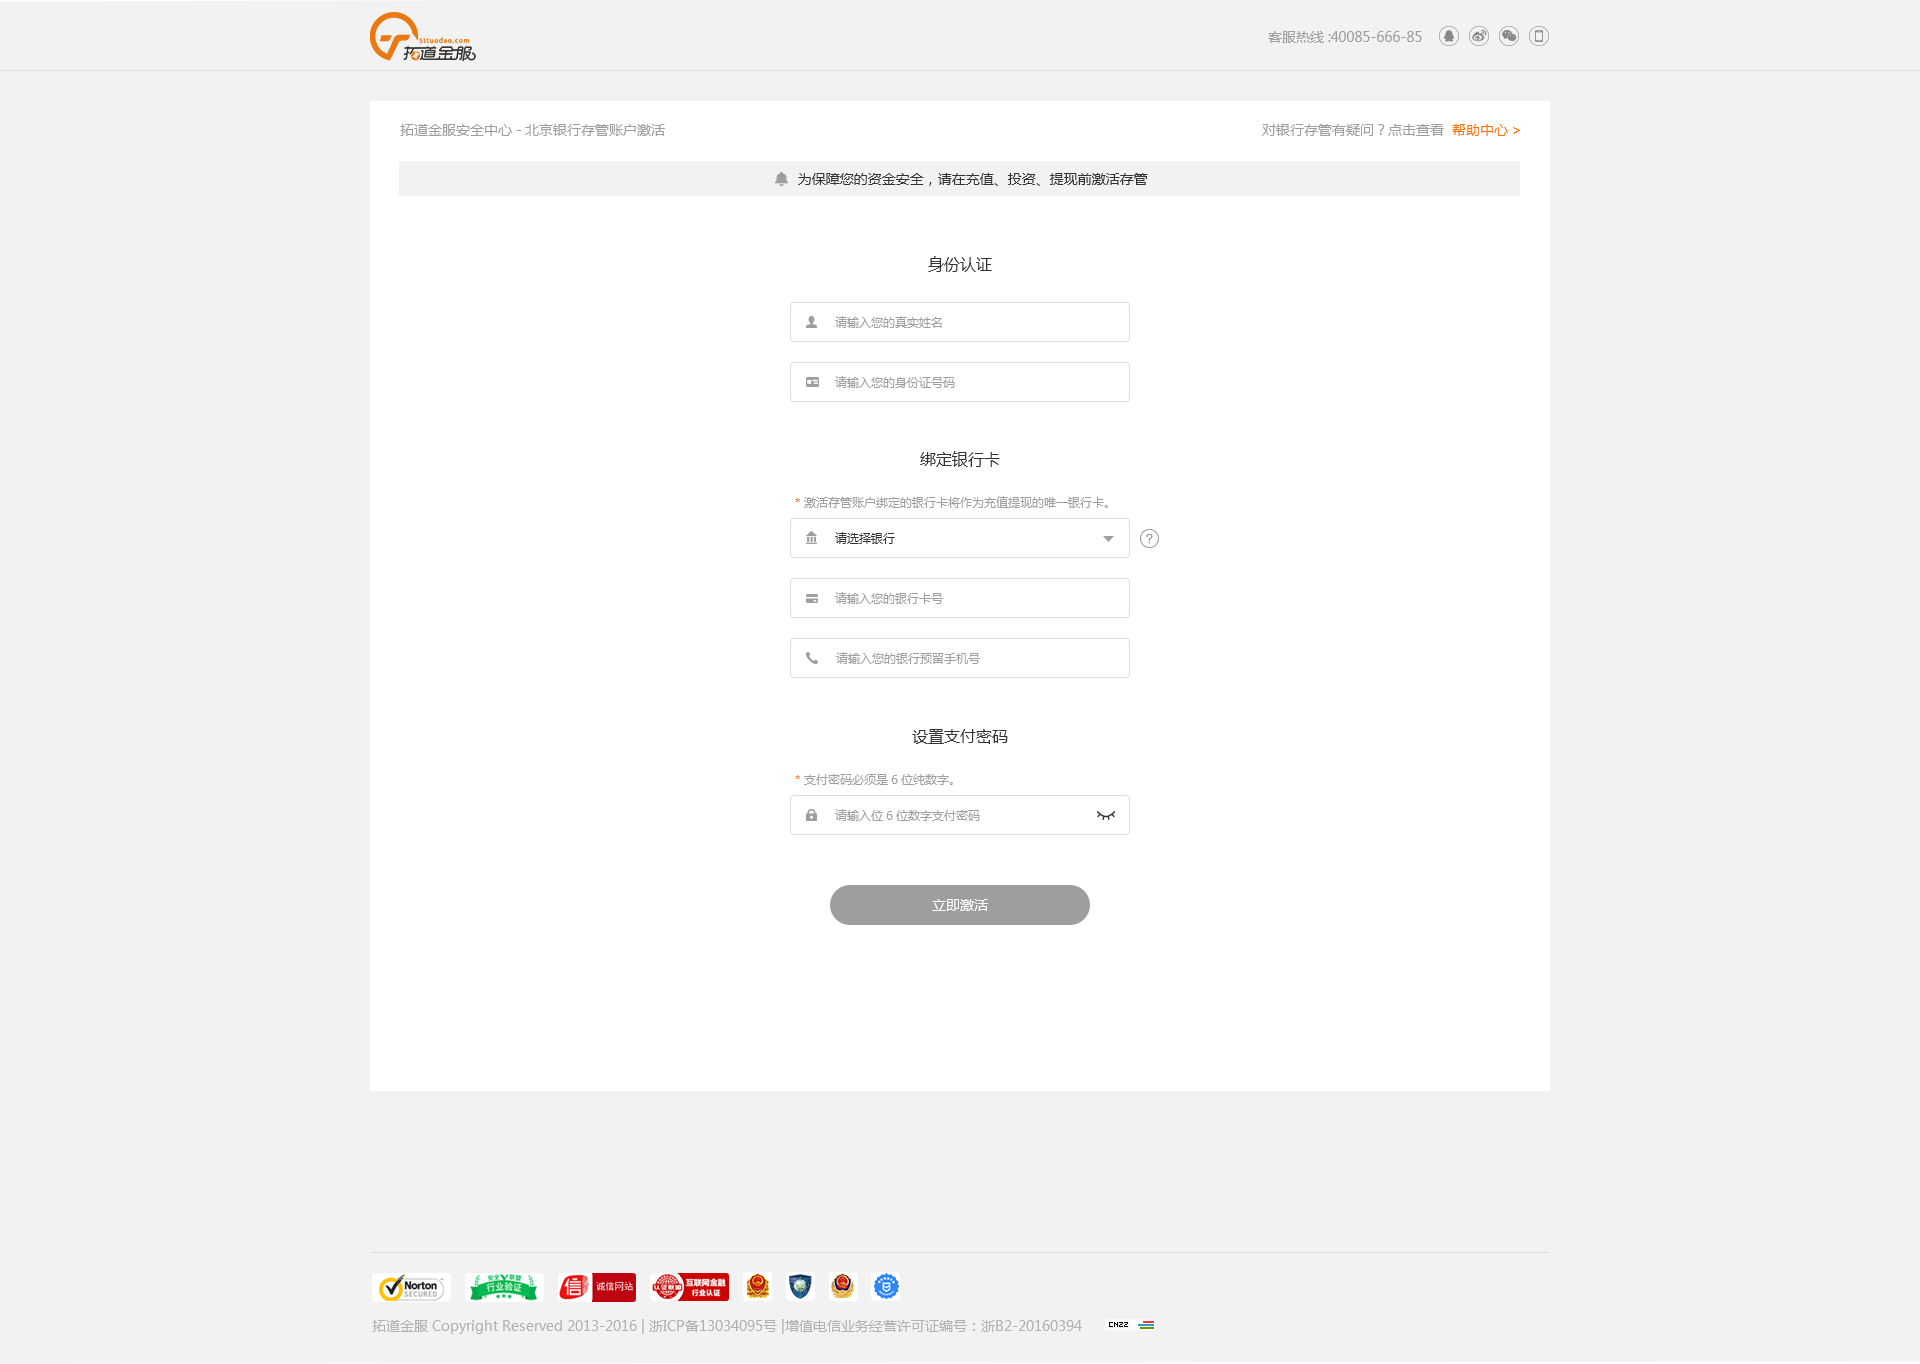 51tuodao.com
拓道金服
客服热线 :40085-666-85
拓道金服安全中心 - 北京银行存管账户激活
对银行存管有疑问？点击查看 帮助中心 >
为保障您的资金安全，请在充值、投资、提现前激活存管
身份认证
请输入您的真实姓名
请输入您的身份证号码
绑定银行卡
* 激活存管账户绑定的银行卡将作为充值提现的唯一银行卡。
请选择银行
?
请输入您的银行卡号
请输入您的银行预留手机号
设置支付密码
* 支付密码必须是 6 位纯数字。
请输入位 6 位数字支付密码
立即激活
Norton
SECURED
安全联盟
行业验证
信 诚信网站
互联网金融
行业认证
拓道金服 Copyright Reserved 2013-2016 | 浙ICP备13034095号 |增值电信业务经营许可证编号：浙B2-20160394
CNZZ